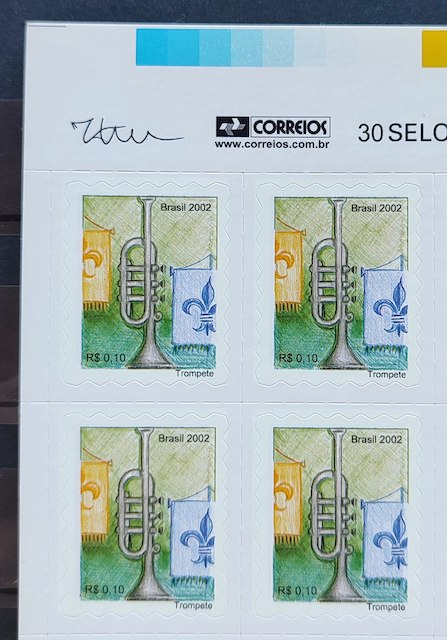 CORREIOS
www.correios.com.br
30 SELO
Brasil 2002
R$ 0,10
Trompete
Brasil 2002
R$ 0,10
Trompete
Brasil 2002
R$ 0,10
Trompete
Brasil 2002
R$ 0,10
Trompete